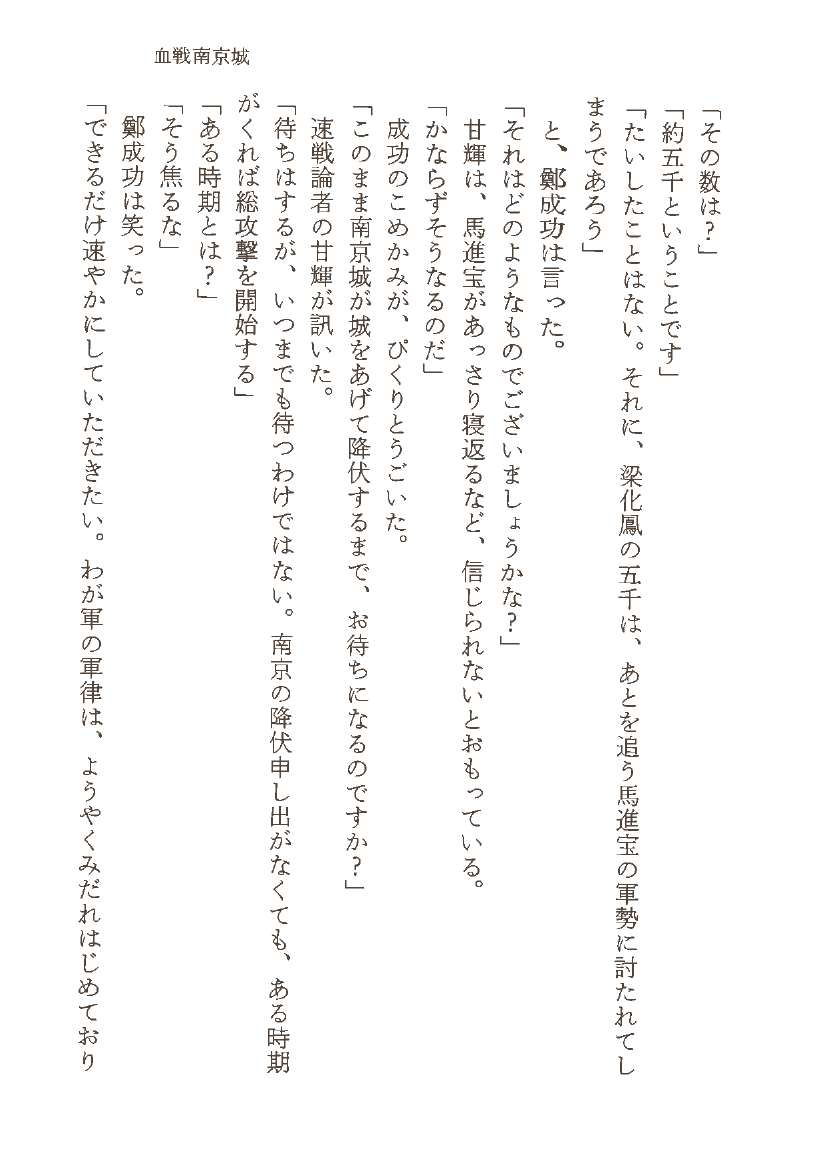 血戦南京城
「その数は？」
「約五千ということです」
「たいしたことはない。それに、梁化鳳の五千は、あとを追う馬進宝の軍勢に討たれてし
まうであろう」
と、鄭成功は言った。
「それはどのようなものでございましょうかな？」
甘輝は、馬進宝があっさり寝返るなど、信じられないとおもっている。
「かならずそうなるのだ」
成功のこめかみが、ぴくりとうごいた。
「このまま南京城が城をあげて降伏するまで、お待ちになるのですか？」
速戦論者の甘輝が訊いた。
「待ちはするが、いつまでも待つわけではない。南京の降伏申し出がなくても、ある時期
がくれば総攻撃を開始する」
「ある時期とは？」
「そう焦るな」
鄭成功は笑った。
「できるだけ速やかにしていただきたい。わが軍の軍律は、ようやくみだれはじめており